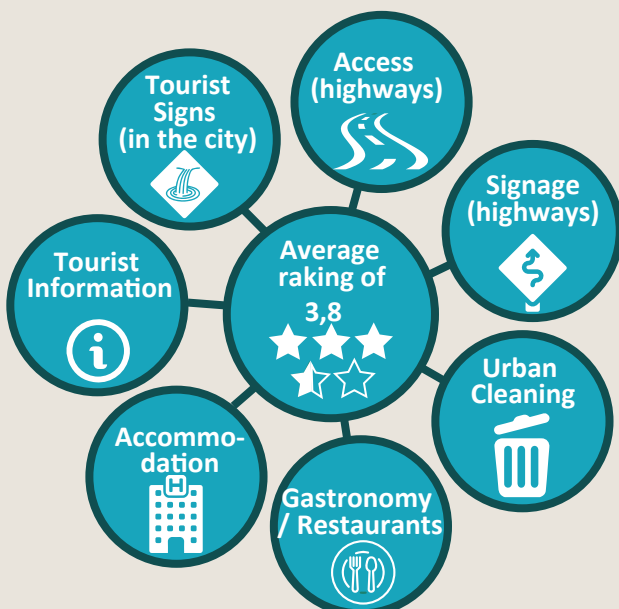 Tourist
Signs
(in the city)
Access
(highways)
Signage
(highways)
Average
raking of
3,8
Tourist
Information
i
Urban
Cleaning
Accommo-
dation
H
Gastronomy
/ Restaurants